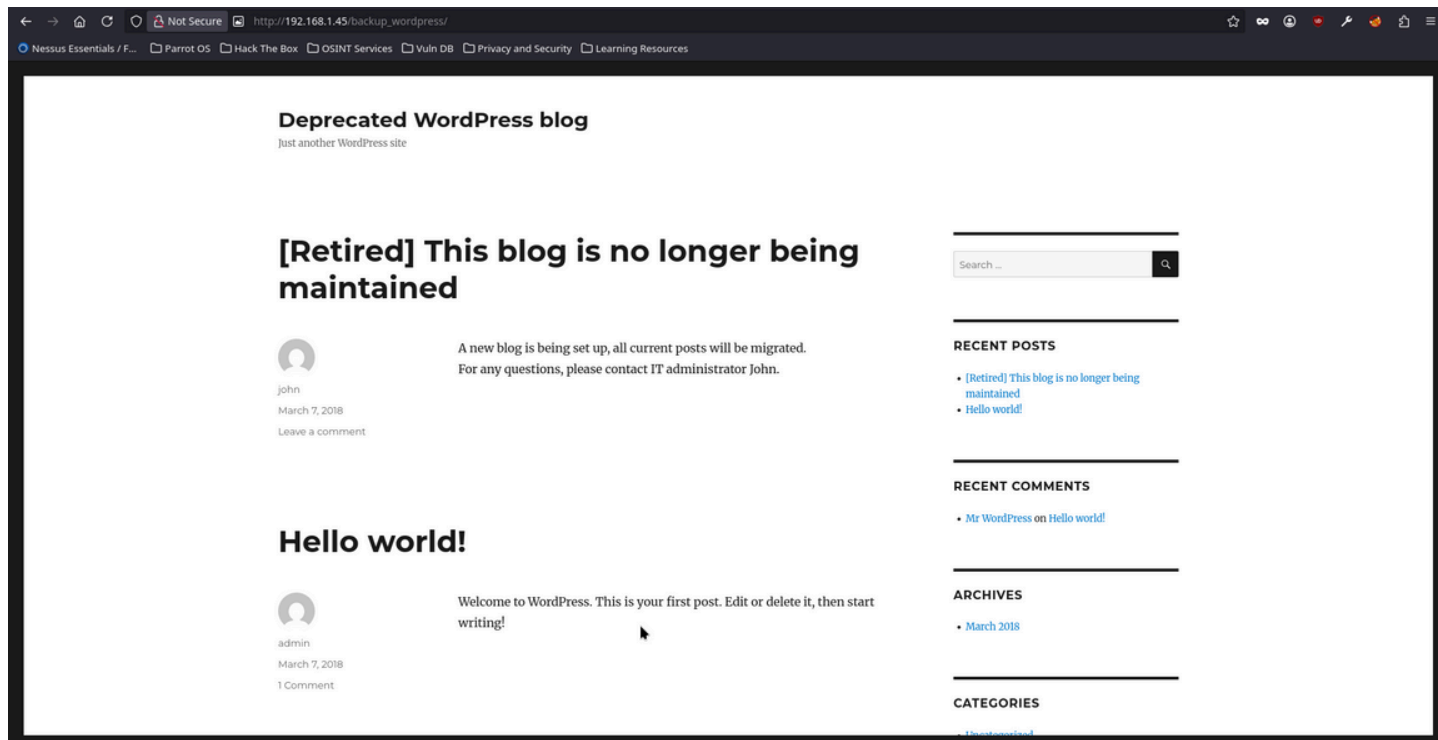 Not Secure http://192.168.1.45/backup_wordpress/
Nessus Essentials / F... Parrot OS Hack The Box OSINT Services Vuln DB Privacy and Security Learning Resources
Deprecated WordPress blog
Just another WordPress site
[Retired] This blog is no longer being
maintained
john
March 7, 2018
Leave a comment
A new blog is being set up, all current posts will be migrated.
For any questions, please contact IT administrator John.
Hello world!
admin
March 7, 2018
1 Comment
Welcome to WordPress. This is your first post. Edit or delete it, then start
writing!
Search ...
RECENT POSTS
[Retired] This blog is no longer being
maintained
Hello world!
RECENT COMMENTS
Mr WordPress on Hello world!
ARCHIVES
March 2018
CATEGORIES
Uncategorized